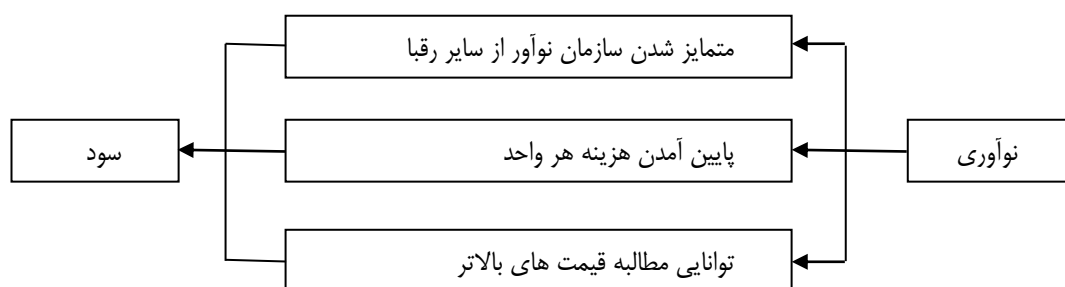 نوآوری
متمایز شدن سازمان نوآور از سایر رقبا
پایین آمدن هزینه هر واحد
توانایی مطالبه قیمت های بالاتر
سود